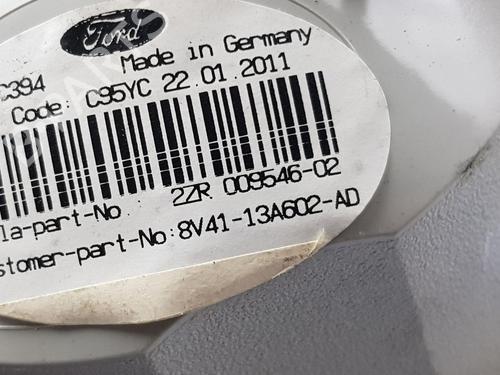 Ford
Made in Germany
C394
Code: C95YC 22.01.2011
la-part-No.: 2ZR 009546-02
stomer-part-No:8V41-13A602-AD